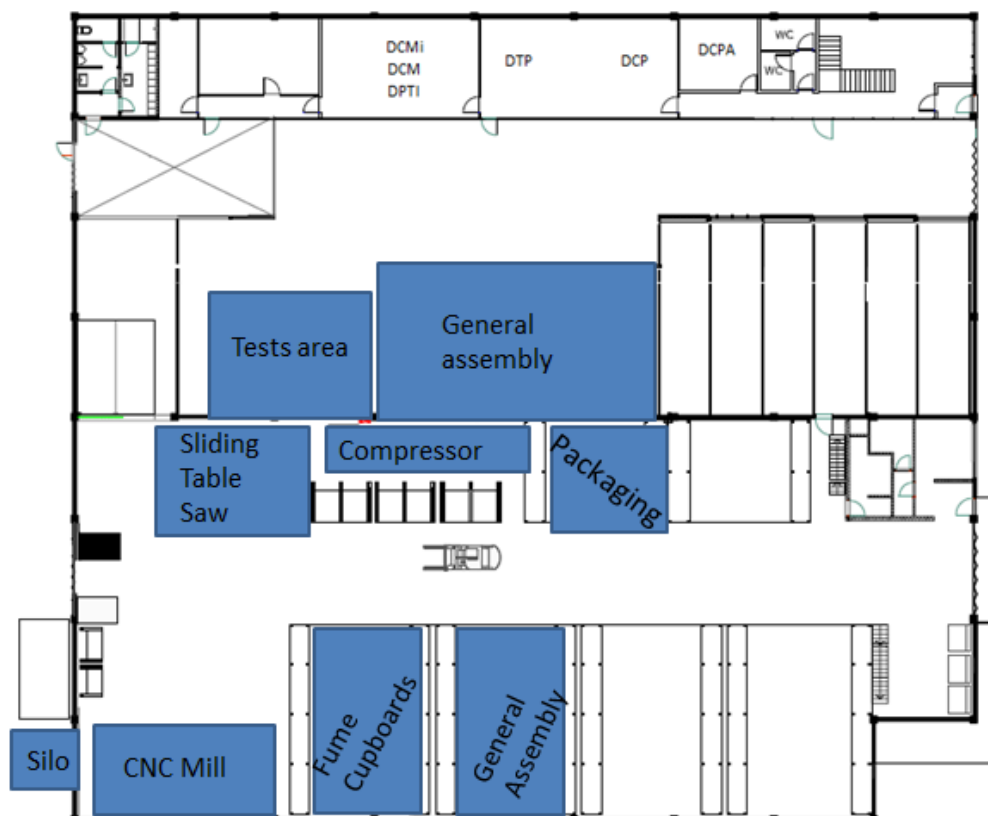 DCMi
DCM
DPTI
DTP
DCP
DCPA
WC
WC
Tests area
General
assembly
Sliding
Table
Saw
Compressor
Packaging
Fume
Cupboards
General
Assembly
Silo
CNC Mill